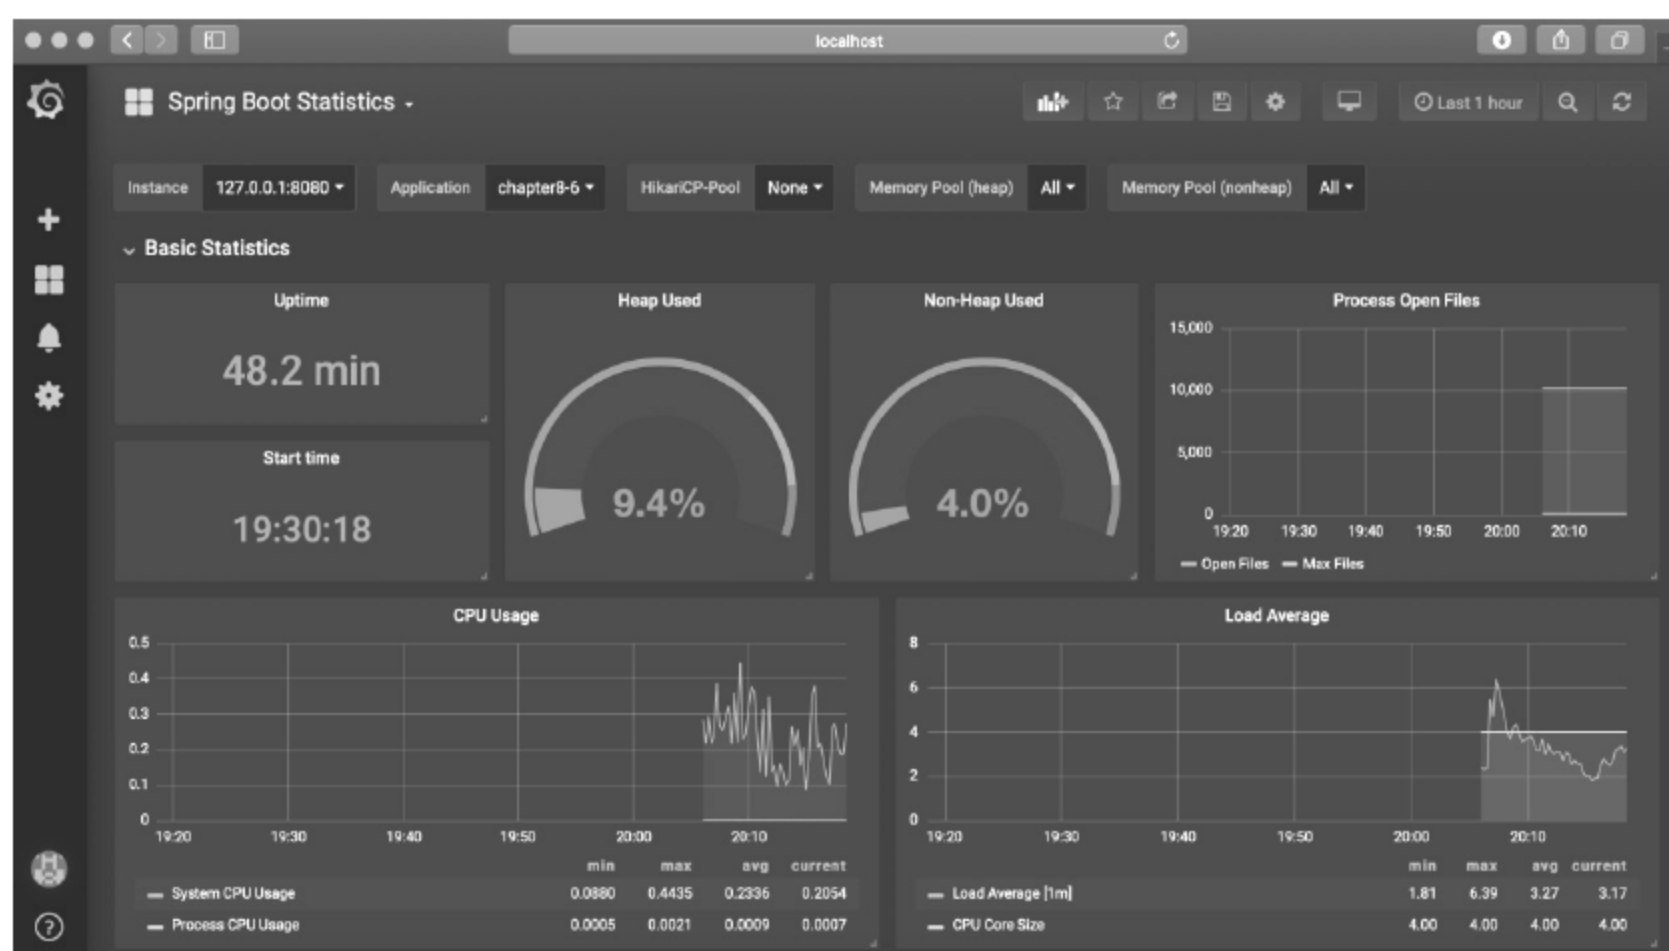 localhost
Spring Boot Statistics
Last 1 hour
Instance 127.0.0.1:8080 Application chapter8-6 HikariCP-Pool None Memory Pool (heap) All Memory Pool (nonheap) All
Basic Statistics
Uptime
48.2 min
Start time
19:30:18
Heap Used
9.4%
Non-Heap Used
4.0%
Process Open Files
15,000
10,000
5,000
0
19:20 19:30 19:40 19:50 20:00 20:10
Open Files Max Files
CPU Usage
0.5
0.4
0.3
0.2
0.1
0
19:20 19:30 19:40 19:50 20:00 20:10
min max avg current
System CPU Usage 0.0880 0.4435 0.2336 0.2054
Process CPU Usage 0.0005 0.0021 0.0009 0.0007
Load Average
8
6
4
2
0
19:20 19:30 19:40 19:50 20:00 20:10
min max avg current
Load Average [1m] 1.81 6.39 3.27 3.17
CPU Core Size 4.00 4.00 4.00 4.00